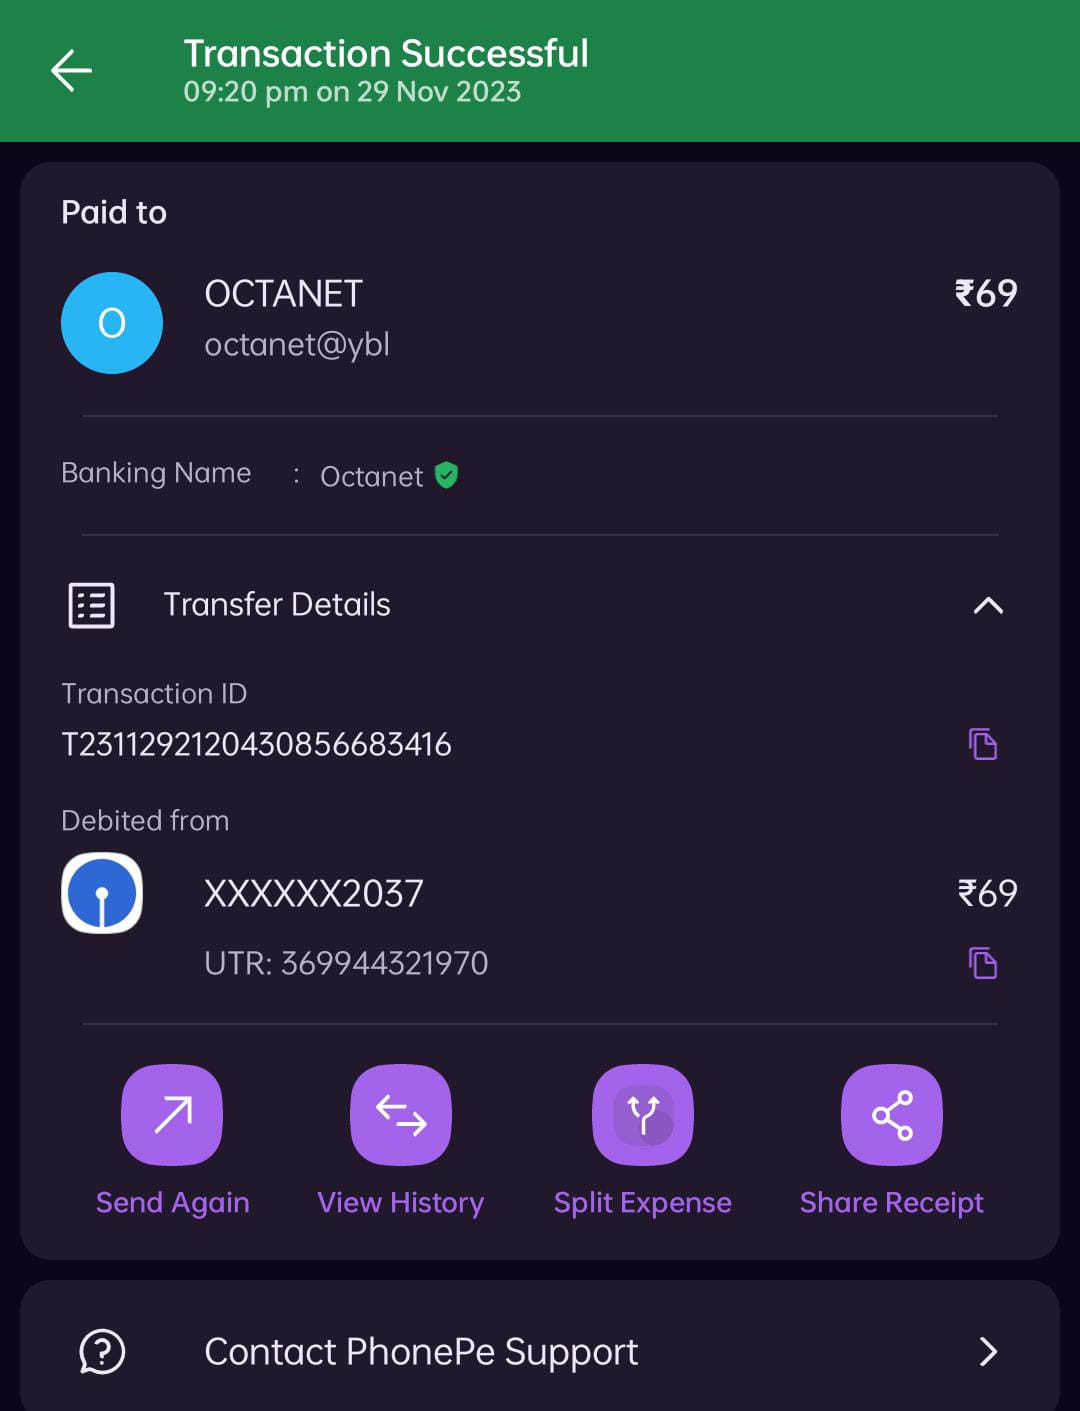 Transaction Successful
09:20 pm on 29 Nov 2023
Paid to
O
OCTANET
₹69
octanet@ybl
Banking Name : Octanet
Transfer Details
Transaction ID
T2311292120430856683416
Debited from
XXXXXX2037
₹69
UTR: 369944321970
Send Again
View History
Split Expense
Share Receipt
Contact PhonePe Support